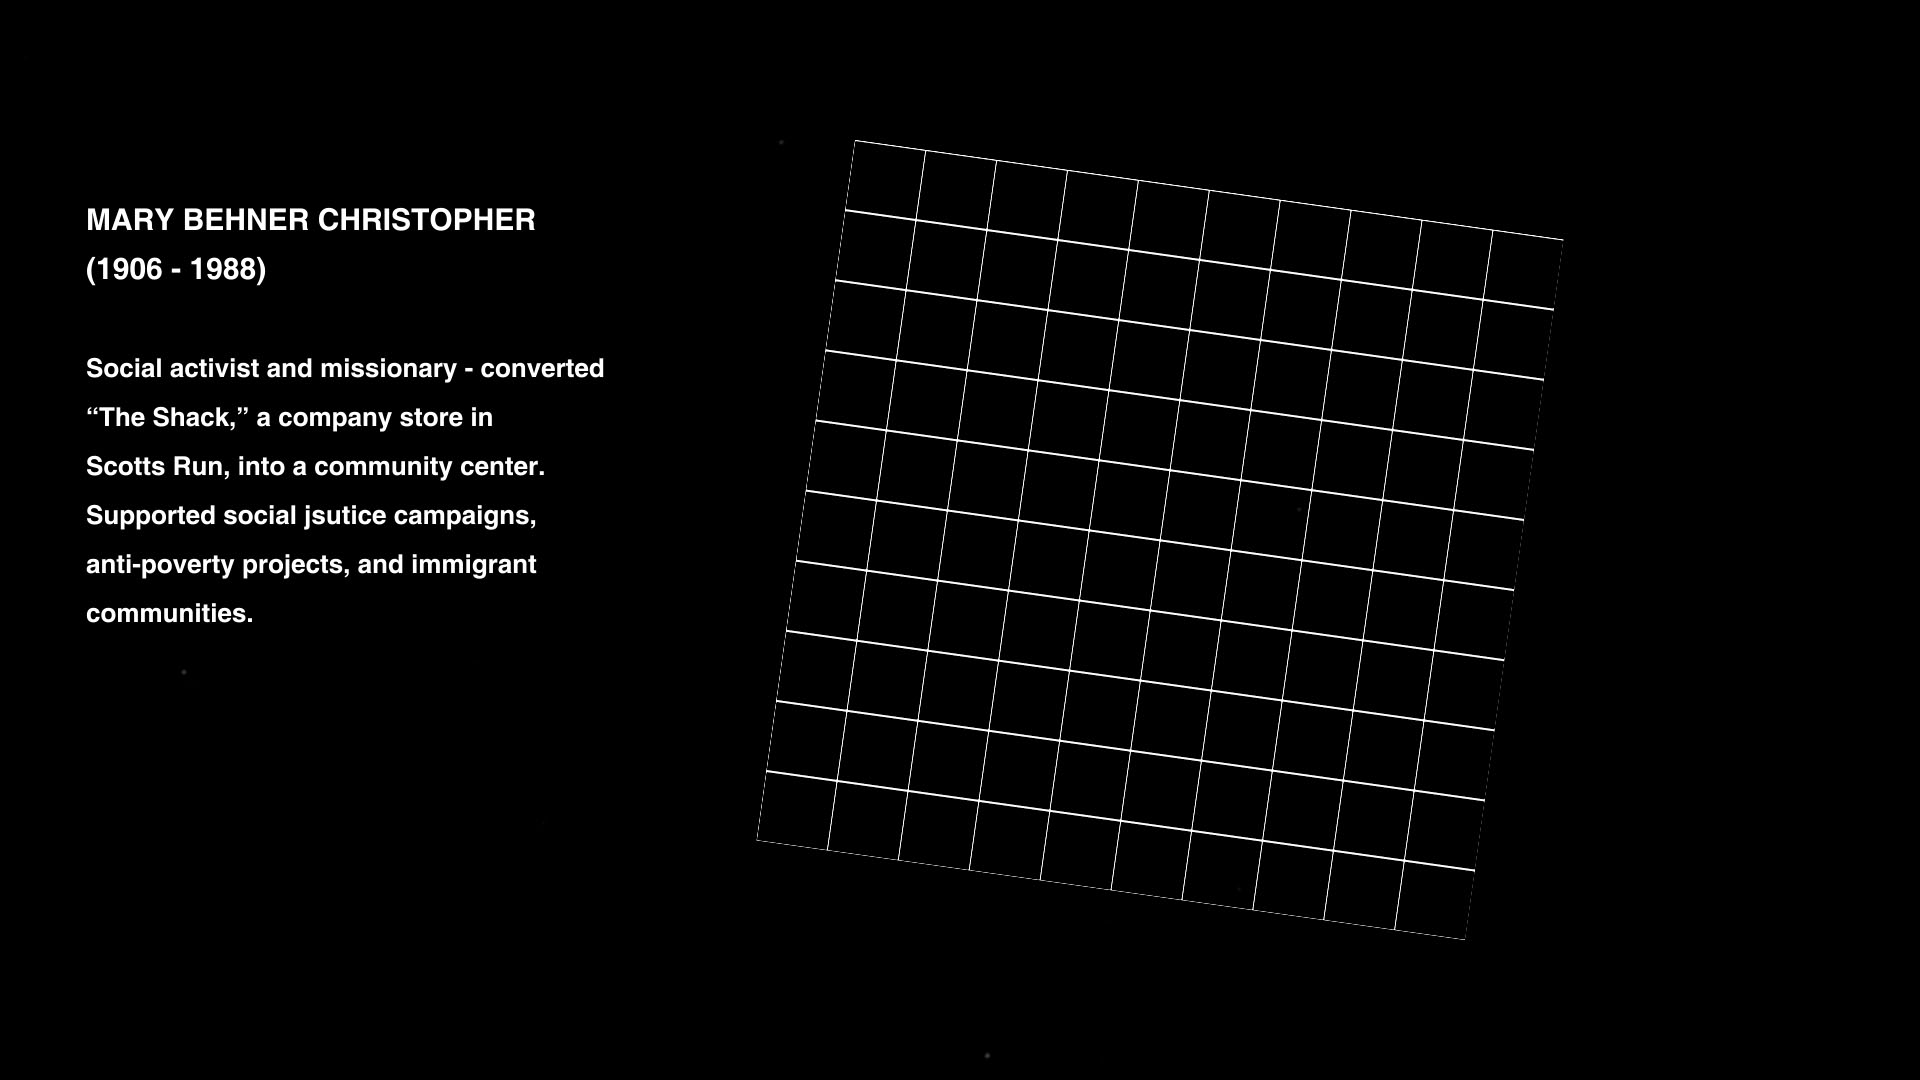 MARY BEHNER CHRISTOPHER
(1906 - 1988)
Social activist and missionary - converted
“The Shack,” a company store in
Scotts Run, into a community center.
Supported social jsutice campaigns,
anti-poverty projects, and immigrant
communities.